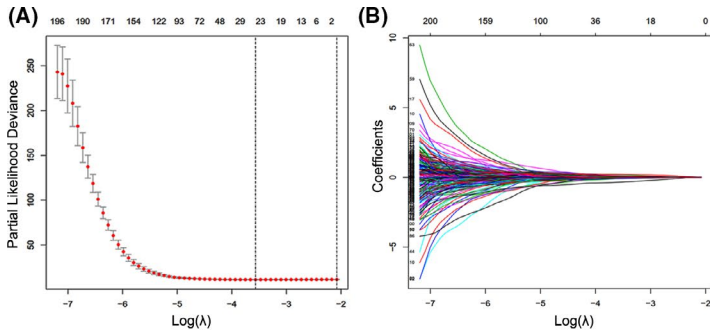 (A)
196 190 171 154 122 93 72 48 29 23 19 13 6 2
Partial Likelihood Deviance
250
200
150
100
50
−7 −6 −5 −4 −3 −2
Log(λ)
(B)
200 159 100 36 18 0
Coefficients
10
5
0
−5
−7 −6 −5 −4 −3 −2 −1 0
Log(λ)